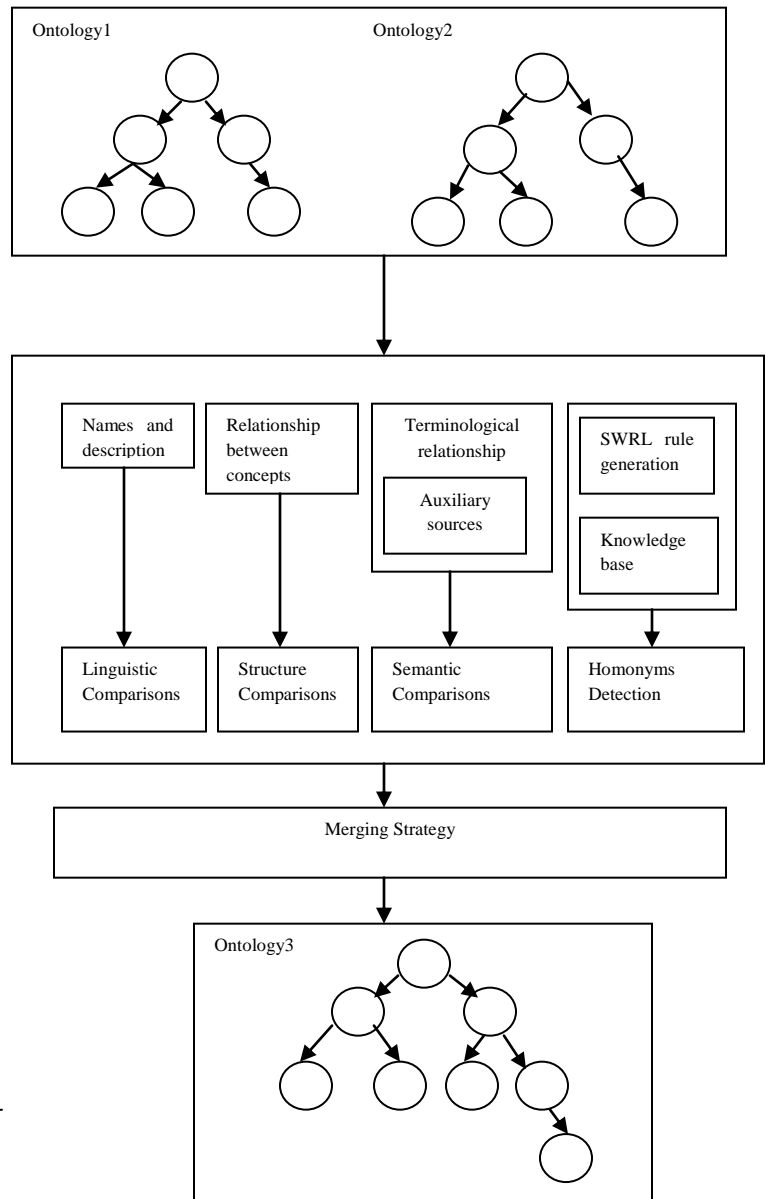 Ontology1
Ontology2
Names and
description
Relationship
between
concepts
Terminological
relationship
Auxiliary
sources
SWRL rule
generation
Knowledge
base
Linguistic
Comparisons
Structure
Comparisons
Semantic
Comparisons
Homonyms
Detection
Merging Strategy
Ontology3